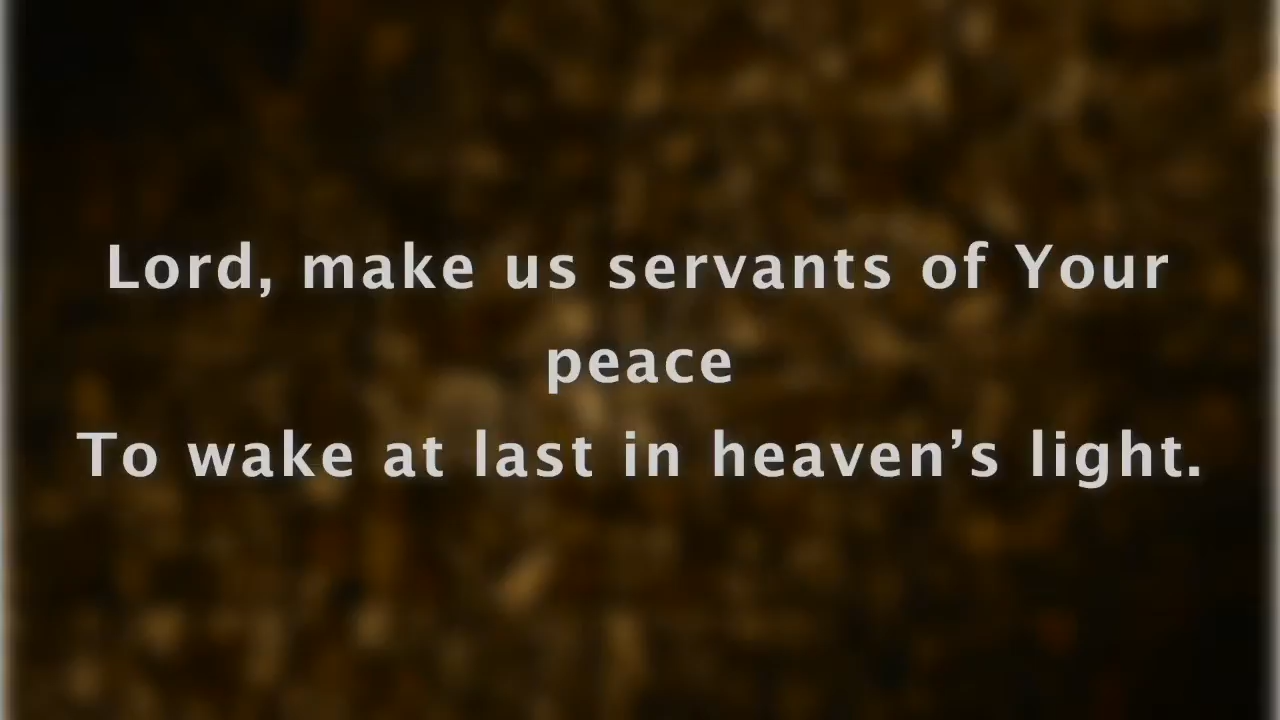 Lord, make us servants of Your
peace
To wake at last in heaven’s light.